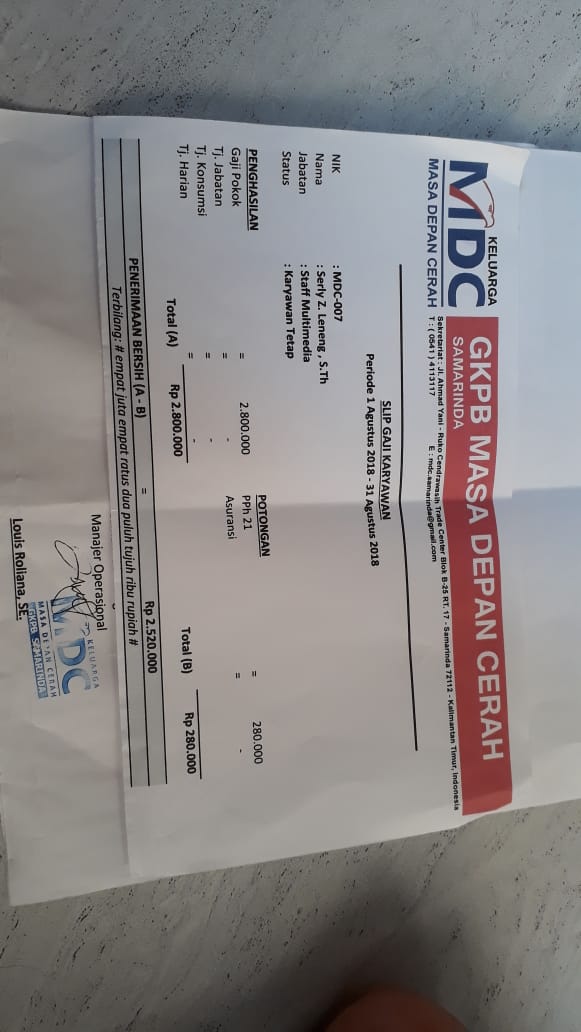 KELUARGA
MDC
MASA DEPAN CERAH
GKPB MASA DEPAN CERAH
SAMARINDA
Sekretariat : Jl. Ahmad Yani - Ruko Cendrawasih Trade Center Blok B-25 RT. 17 - Samarinda 72112 - Kalimantan Timur, Indonesia
T : ( 0541 ) 4113117 E : mdc.samarinda@gmail.com
SLIP GAJI KARYAWAN
Periode 1 Agustus 2018 - 31 Agustus 2018
NIK : MDC-007
Nama : Serly Z. Leneng , S.Th
Jabatan : Staff Multimedia
Status : Karyawan Tetap
PENGHASILAN
Gaji Pokok = 2.800.000
Tj. Jabatan = -
Tj. Konsumsi = -
Tj. Harian = -
Total (A) Rp 2.800.000
POTONGAN
PPh 21 = 280.000
Asuransi = -
Total (B) Rp 280.000
PENERIMAAN BERSIH (A - B) = Rp 2.520.000
Terbilang: # empat juta empat ratus dua puluh tujuh ribu rupiah #
Manajer Operasional
KELUARGA
MDC
MASA DEPAN CERAH
GKPB SAMARINDA
Louis Roliana, SE.